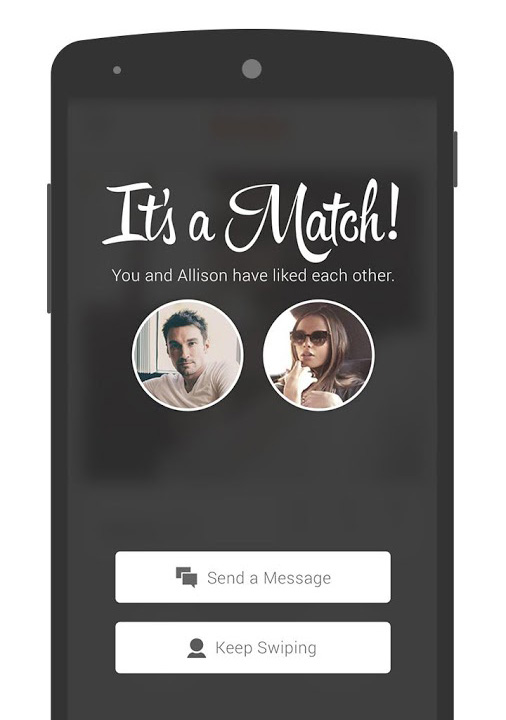 It's a Match!
You and Allison have liked each other.
Send a Message
Keep Swiping